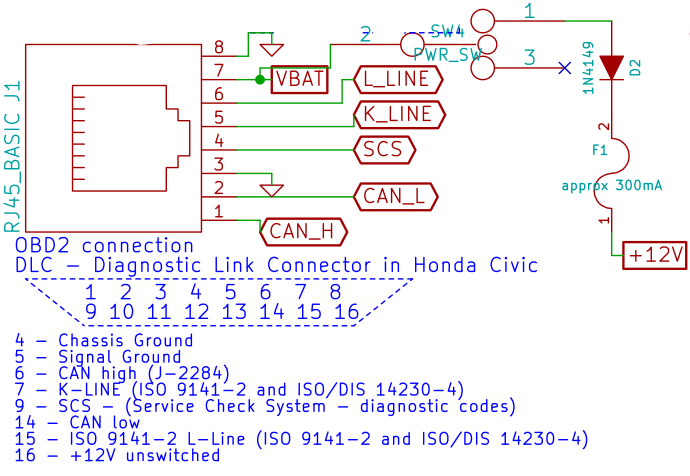 RJ45_BASIC J1
8
7
6
5
4
3
2
1
VBAT
L_LINE
K_LINE
SCS
CAN_L
CAN_H
2
SW4
PWR_SW
1
3
1N4149
D2
2
F1
approx 300mA
1
+12V
OBD2 connection
DLC – Diagnostic Link Connector in Honda Civic
1 2 3 4 5 6 7 8
9 10 11 12 13 14 15 16
4 – Chassis Ground
5 – Signal Ground
6 – CAN high (J–2284)
7 – K–LINE (ISO 9141–2 and ISO/DIS 14230–4)
9 – SCS – (Service Check System – diagnostic codes)
14 – CAN low
15 – ISO 9141–2 L–Line (ISO 9141–2 and ISO/DIS 14230–4)
16 – +12V unswitched